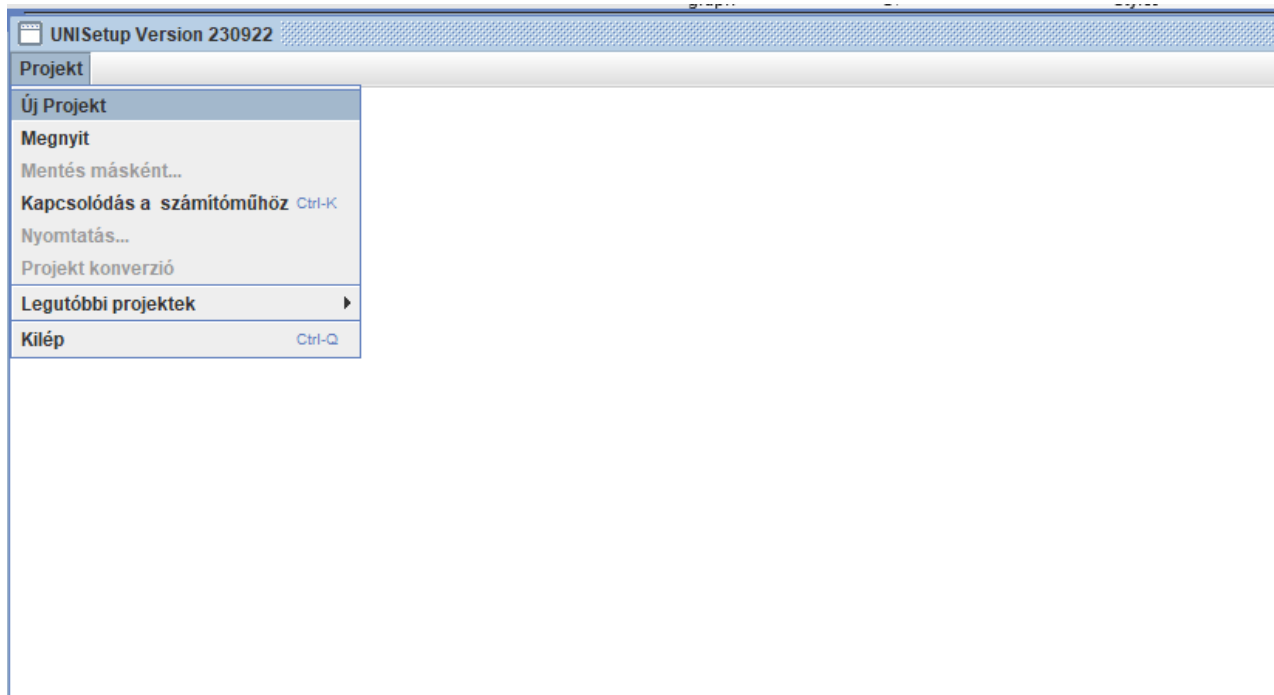 UNISetup Version 230922
Projekt
Új Projekt
Megnyit
Mentés másként...
Kapcsolódás a számítóműhöz Ctrl-K
Nyomtatás...
Projekt konverzió
Legutóbbi projektek
Kilép Ctrl-Q